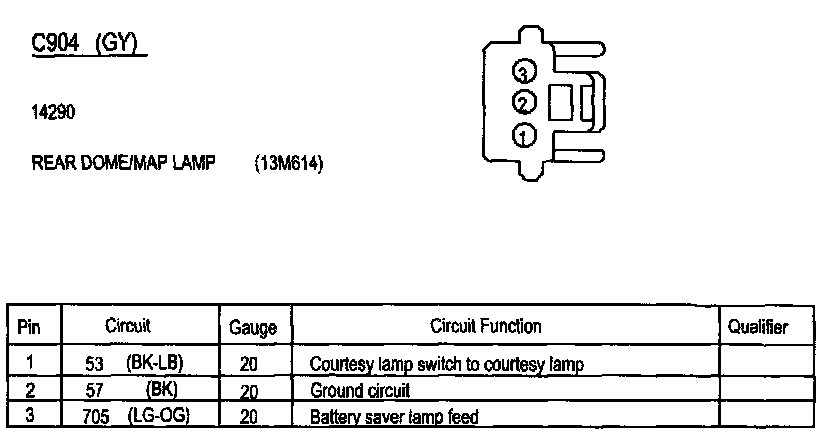 C904 (GY)
14290
REAR DOME/MAP LAMP (13M614)
3
2
1
Pin Circuit Gauge Circuit Function Qualifier
1 53 (BK-LB) 20 Courtesy lamp switch to courtesy lamp
2 57 (BK) 20 Ground circuit
3 705 (LG-OG) 20 Battery saver lamp feed